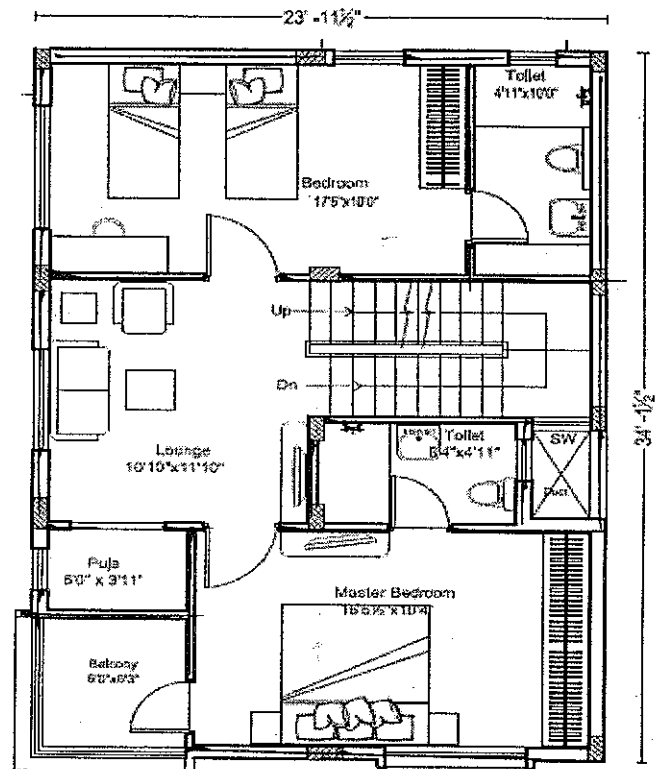 23'-11½"
Toilet
4'11"x10'0"
Bedroom
17'5"x10'0"
Up
Dn
34'-1½"
Lounge
10'10"x11'10"
Toilet
x4'11"
SW
Duct
Puja
6'0" x 3'11"
Master Bedroom
x10'4
Balcony